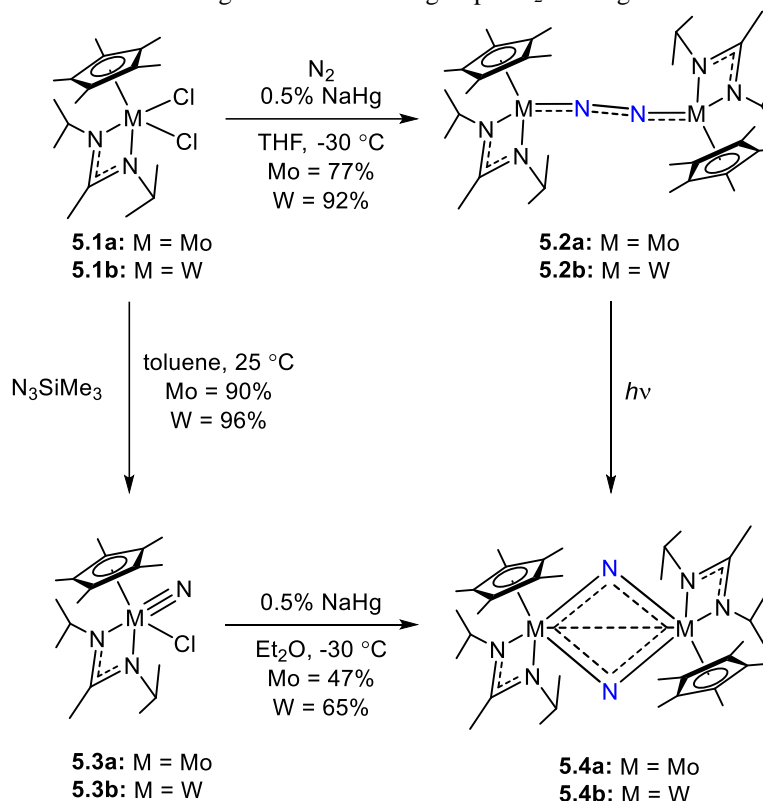 N2
0.5% NaHg
THF, -30 °C
Mo = 77%
W = 92%
M
Cl
Cl
N
N
5.1a: M = Mo
5.1b: M = W
M
N
N
M
N
N
N
N
5.2a: M = Mo
5.2b: M = W
N3SiMe3
toluene, 25 °C
Mo = 90%
W = 96%
hν
M
N
Cl
N
N
5.3a: M = Mo
5.3b: M = W
0.5% NaHg
Et2O, -30 °C
Mo = 47%
W = 65%
N
M
M
N
N
N
N
N
5.4a: M = Mo
5.4b: M = W